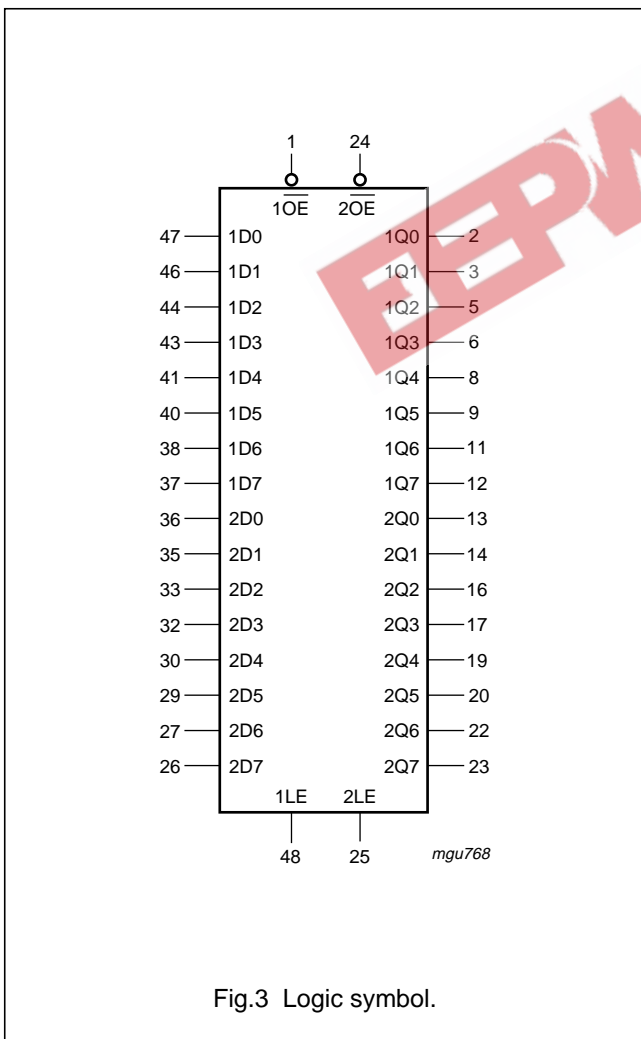 1 24
1O̅E̅ 2O̅E̅
47 1D0 1Q0 2
46 1D1 1Q1 3
44 1D2 1Q2 5
43 1D3 1Q3 6
41 1D4 1Q4 8
40 1D5 1Q5 9
38 1D6 1Q6 11
37 1D7 1Q7 12
36 2D0 2Q0 13
35 2D1 2Q1 14
33 2D2 2Q2 16
32 2D3 2Q3 17
30 2D4 2Q4 19
29 2D5 2Q5 20
27 2D6 2Q6 22
26 2D7 2Q7 23
1LE 2LE
48 25 mgu768
Fig.3 Logic symbol.